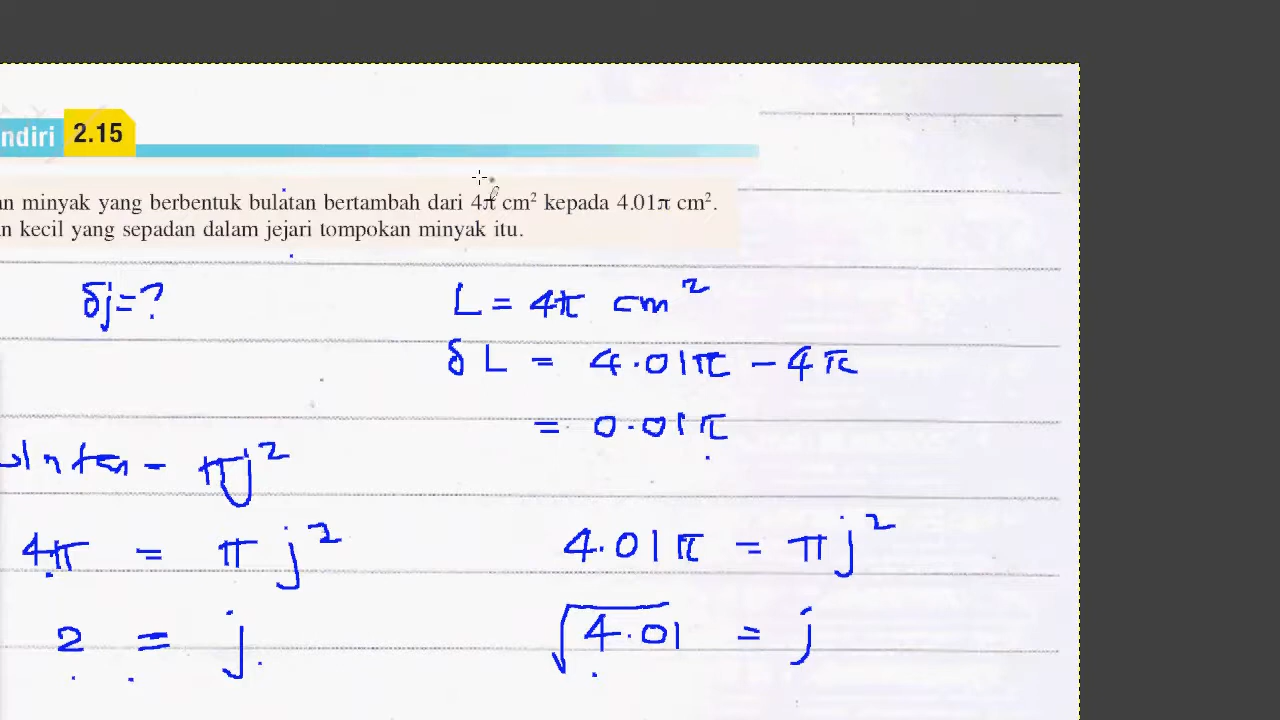 ndiri 2.15
an minyak yang berbentuk bulatan bertambah dari 4π cm² kepada 4.01π cm².
an kecil yang sepadan dalam jejari tompokan minyak itu.
δj = ? L = 4π cm²
δL = 4.01π - 4π
= 0.01π
= πj²
4π = πj² 4.01π = πj²
2 = j √4.01 = j